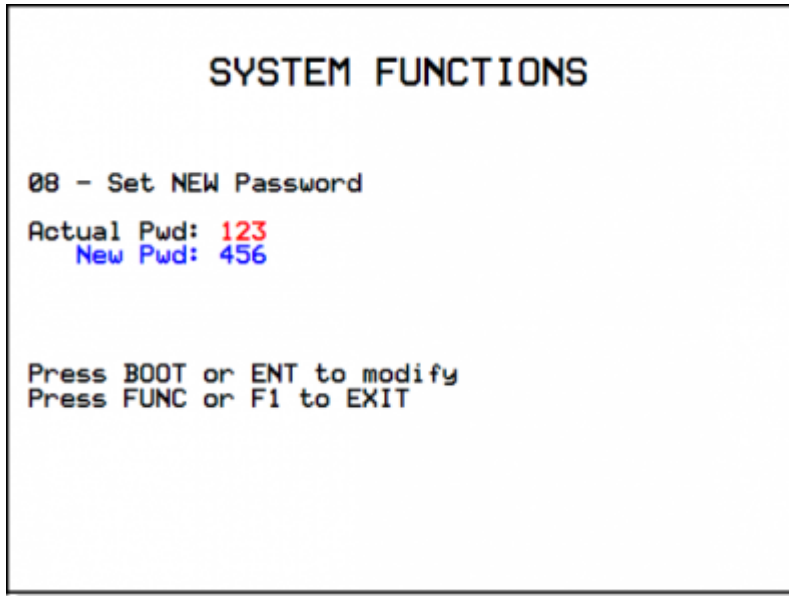 SYSTEM FUNCTIONS
08 - Set NEW Password
Actual Pwd: 123
New Pwd: 456
Press BOOT or ENT to modify
Press FUNC or F1 to EXIT